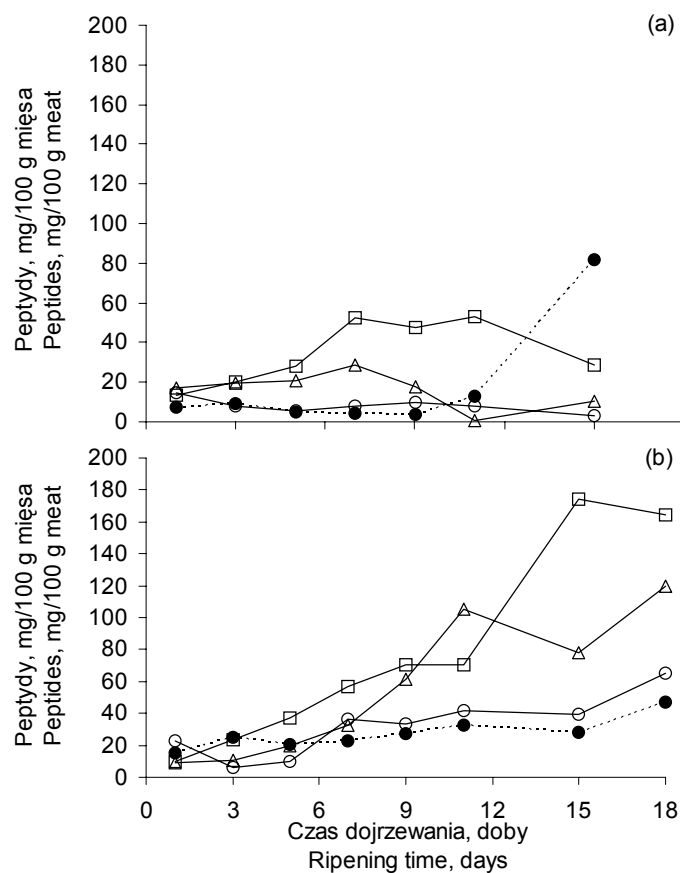 (a)
Peptydy, mg/100 g mięsa
Peptides, mg/100 g meat
200
180
160
140
120
100
80
60
40
20
0
(b)
Peptydy, mg/100 g mięsa
Peptides, mg/100 g meat
200
180
160
140
120
100
80
60
40
20
0
0 3 6 9 12 15 18
Czas dojrzewania, doby
Ripening time, days